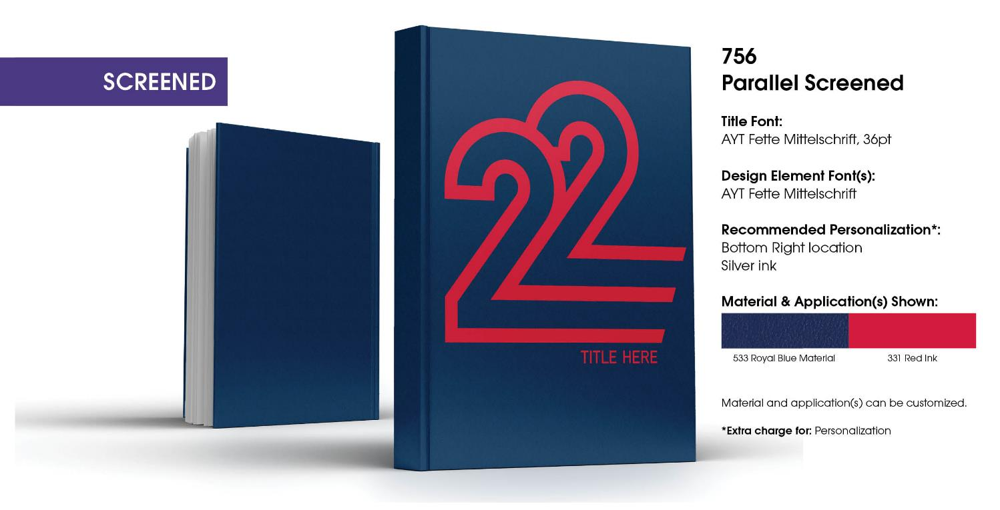 SCREENED
22
TITLE HERE
756
Parallel Screened
Title Font:
AYT Fette Mittelschrift, 36pt
Design Element Font(s):
AYT Fette Mittelschrift
Recommended Personalization*:
Bottom Right location
Silver ink
Material & Application(s) Shown:
533 Royal Blue Material
331 Red Ink
Material and application(s) can be customized.
*Extra charge for: Personalization